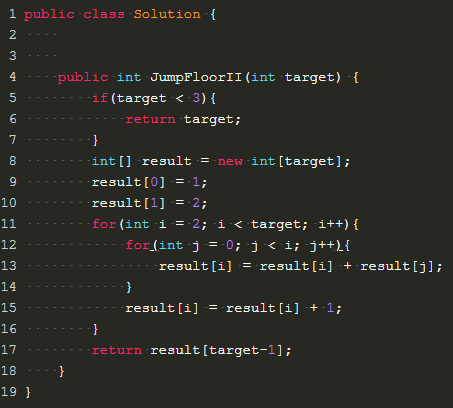 1 public class Solution {
2
3
4     public int JumpFloorII(int target) {
5         if(target < 3){
6             return target;
7         }
8         int[] result = new int[target];
9         result[0] = 1;
10         result[1] = 2;
11         for(int i = 2; i < target; i++){
12             for(int j = 0; j < i; j++){
13                 result[i] = result[i] + result[j];
14             }
15             result[i] = result[i] + 1;
16         }
17         return result[target-1];
18     }
19 }